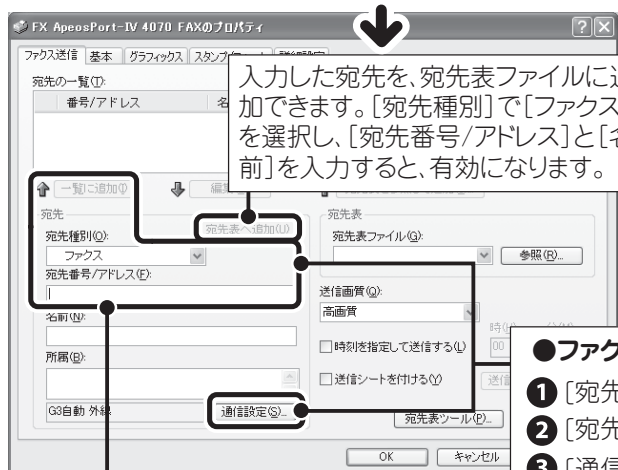 FX ApeosPort-IV 4070 FAXのプロパティ
ファクス送信 基本 グラフィックス スタンプ
宛先の一覧(T):
番号/アドレス
入力した宛先を、宛先表ファイルに追
加できます。[宛先種別]で[ファクス
を選択し、[宛先番号/アドレス]と[名
前]を入力すると、有効になります。
一覧に追加(I)
宛先
宛先種別(O):
宛先表へ追加(U)
ファクス
宛先番号/アドレス(E):
名前(N):
所属(B):
G3自動 外線
通信設定(S)...
宛先表
宛先表ファイル(G):
参照(R)...
送信画質(Q):
高画質
時刻を指定して送信する(L)
00
送信シートを付ける(Y)
送信
宛先表ツール(P)...
OK キャンセル
●ファク
1 [宛先
2 [宛先
3 [通信